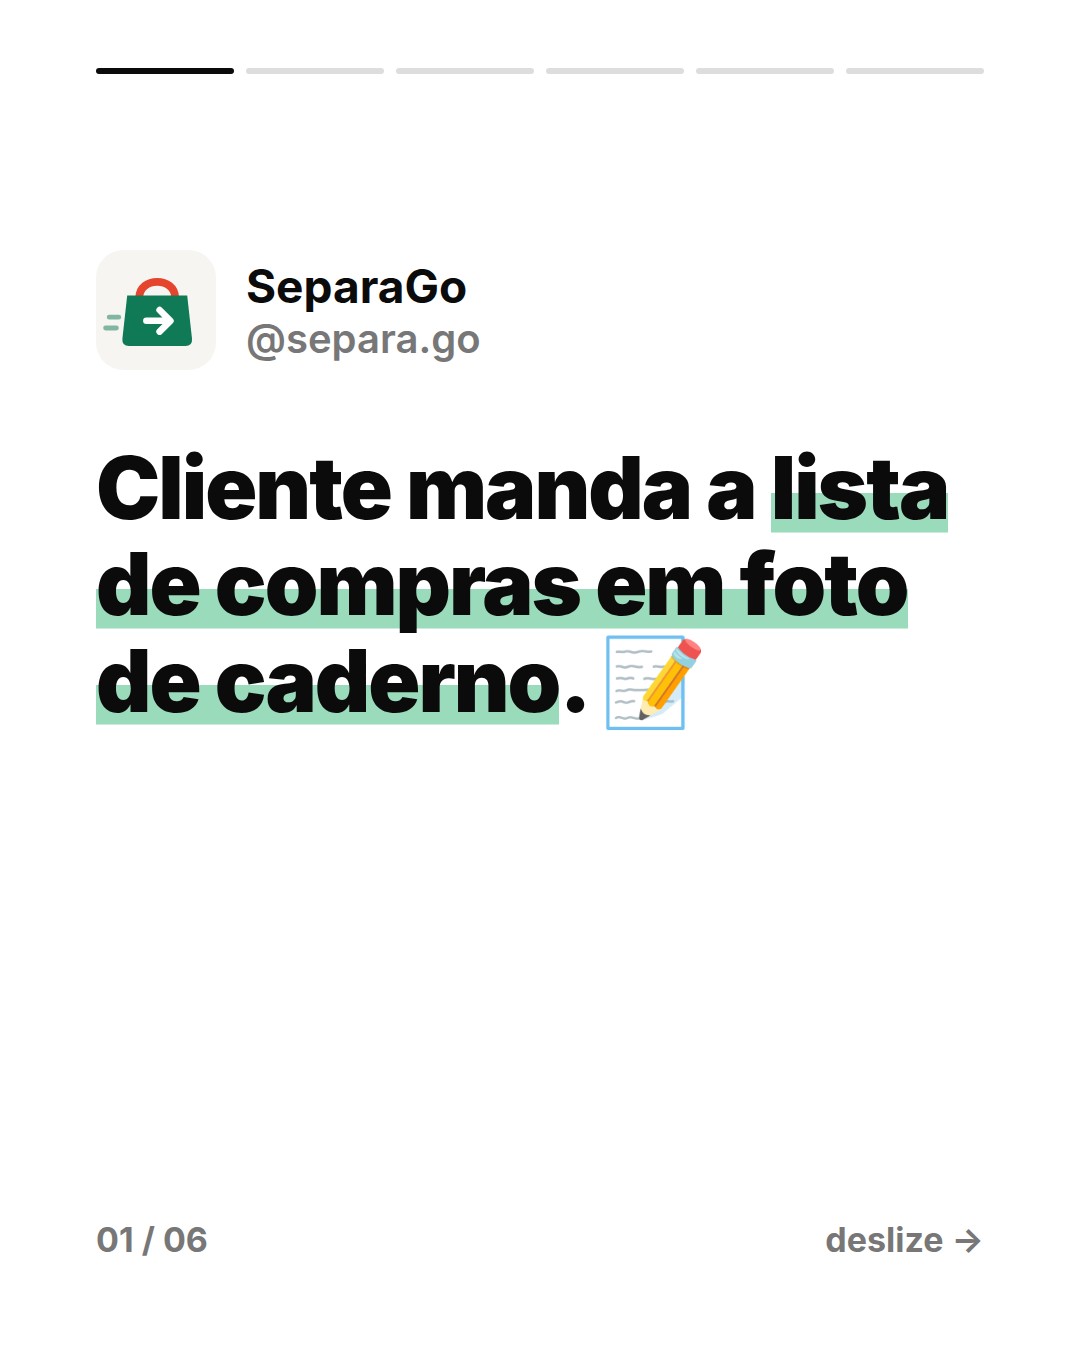 SeparaGo
@separa.go
Cliente manda a lista
de compras em foto
de caderno. 📝
01 / 06
deslize →